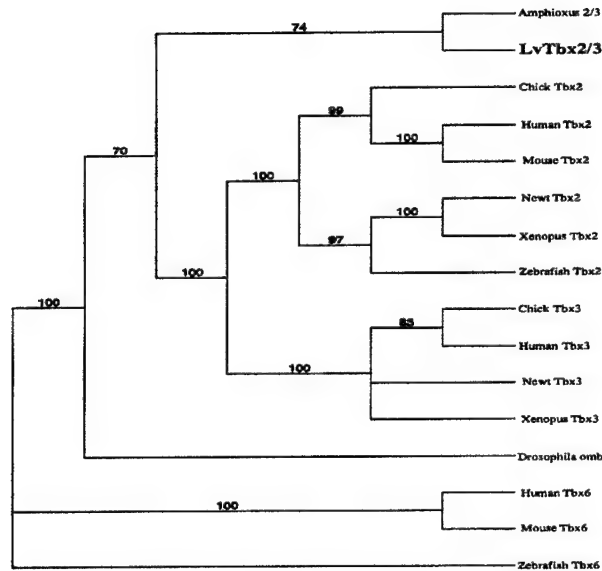 Amphioxus 2/3
74
LvTbx2/3
Chick Tbx2
99
Human Tbx2
100
Mouse Tbx2
70
100
Newt Tbx2
100
Xenopus Tbx2
97
Zebrafish Tbx2
100
100
Chick Tbx3
85
Human Tbx3
100
Newt Tbx3
Xenopus Tbx3
Drosophila omb
Human Tbx6
100
Mouse Tbx6
Zebrafish Tbx6